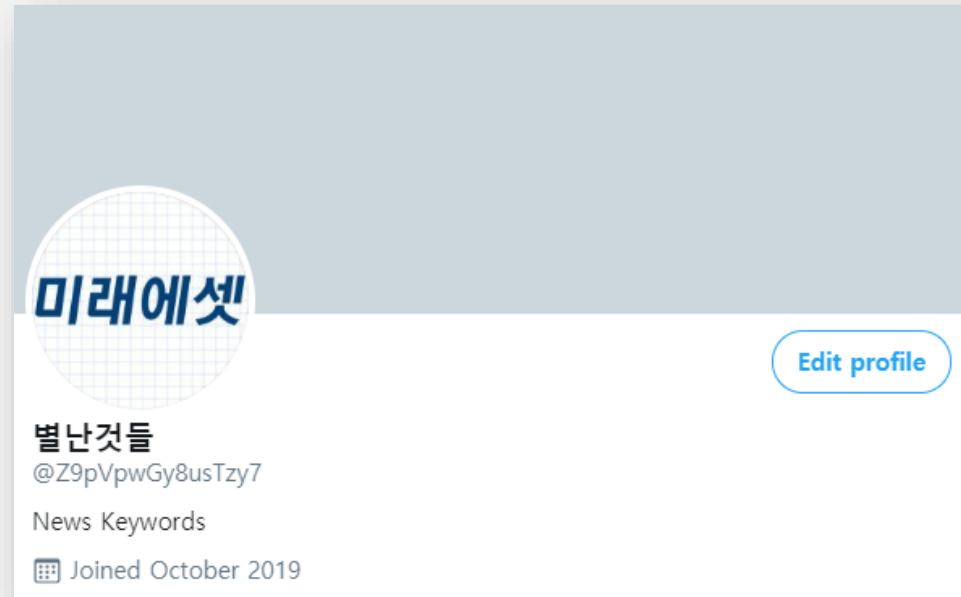 미래에셋
Edit profile
별난것들
@Z9pVpwGy8usTzy7
News Keywords
Joined October 2019